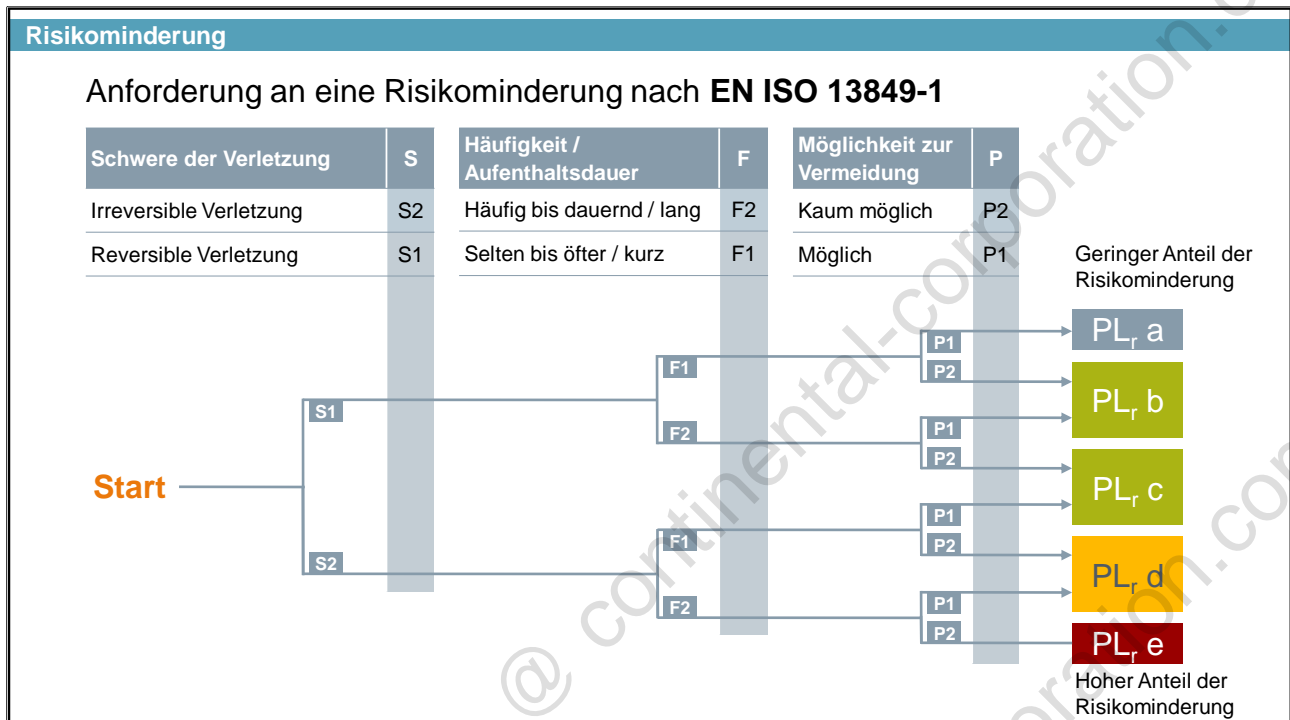 Risikominderung
Anforderung an eine Risikominderung nach EN ISO 13849-1
Schwere der Verletzung S
Irreversible Verletzung S2
Reversible Verletzung S1
Häufigkeit /
Aufenthaltsdauer F
Häufig bis dauernd / lang F2
Selten bis öfter / kurz F1
Möglichkeit zur
Vermeidung P
Kaum möglich P2
Möglich P1
Geringer Anteil der
Risikominderung
Start
S1
S2
F1
F2
F1
F2
P1
P2
P1
P2
P1
P2
P1
P2
PLr a
PLr b
PLr c
PLr d
PLr e
Hoher Anteil der
Risikominderung
@ continental-corporation.c
oration.con